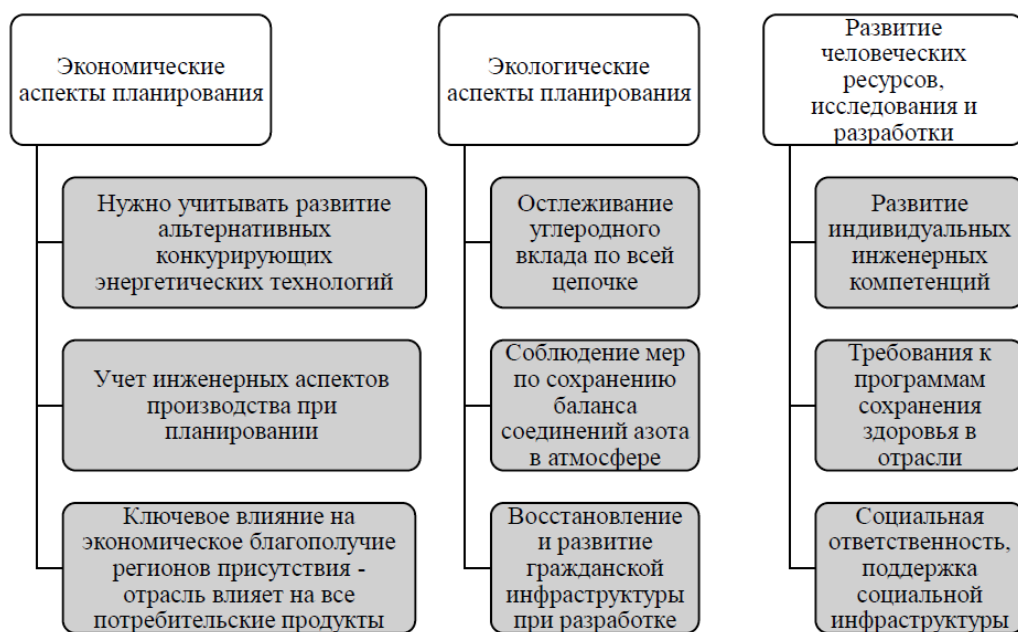 Экономические
аспекты планирования
Нужно учитывать развитие
альтернативных
конкурирующих
энергетических технологий
Учет инженерных аспектов
производства при
планировании
Ключевое влияние на
экономическое благополучие
регионов присутствия -
отрасль влияет на все
потребительские продукты
Экологические
аспекты планирования
Остлеживание
углеродного
вклада по всей
цепочке
Соблюдение мер
по сохранению
баланса
соединений азота
в атмосфере
Восстановление
и развитие
гражданской
инфраструктуры
при разработке
Развитие
человеческих
ресурсов,
исследования и
разработки
Развитие
индивидуальных
инженерных
компетенций
Требования к
программам
сохранения
здоровья в
отрасли
Социальная
ответственность,
поддержка
социальной
инфраструктуры